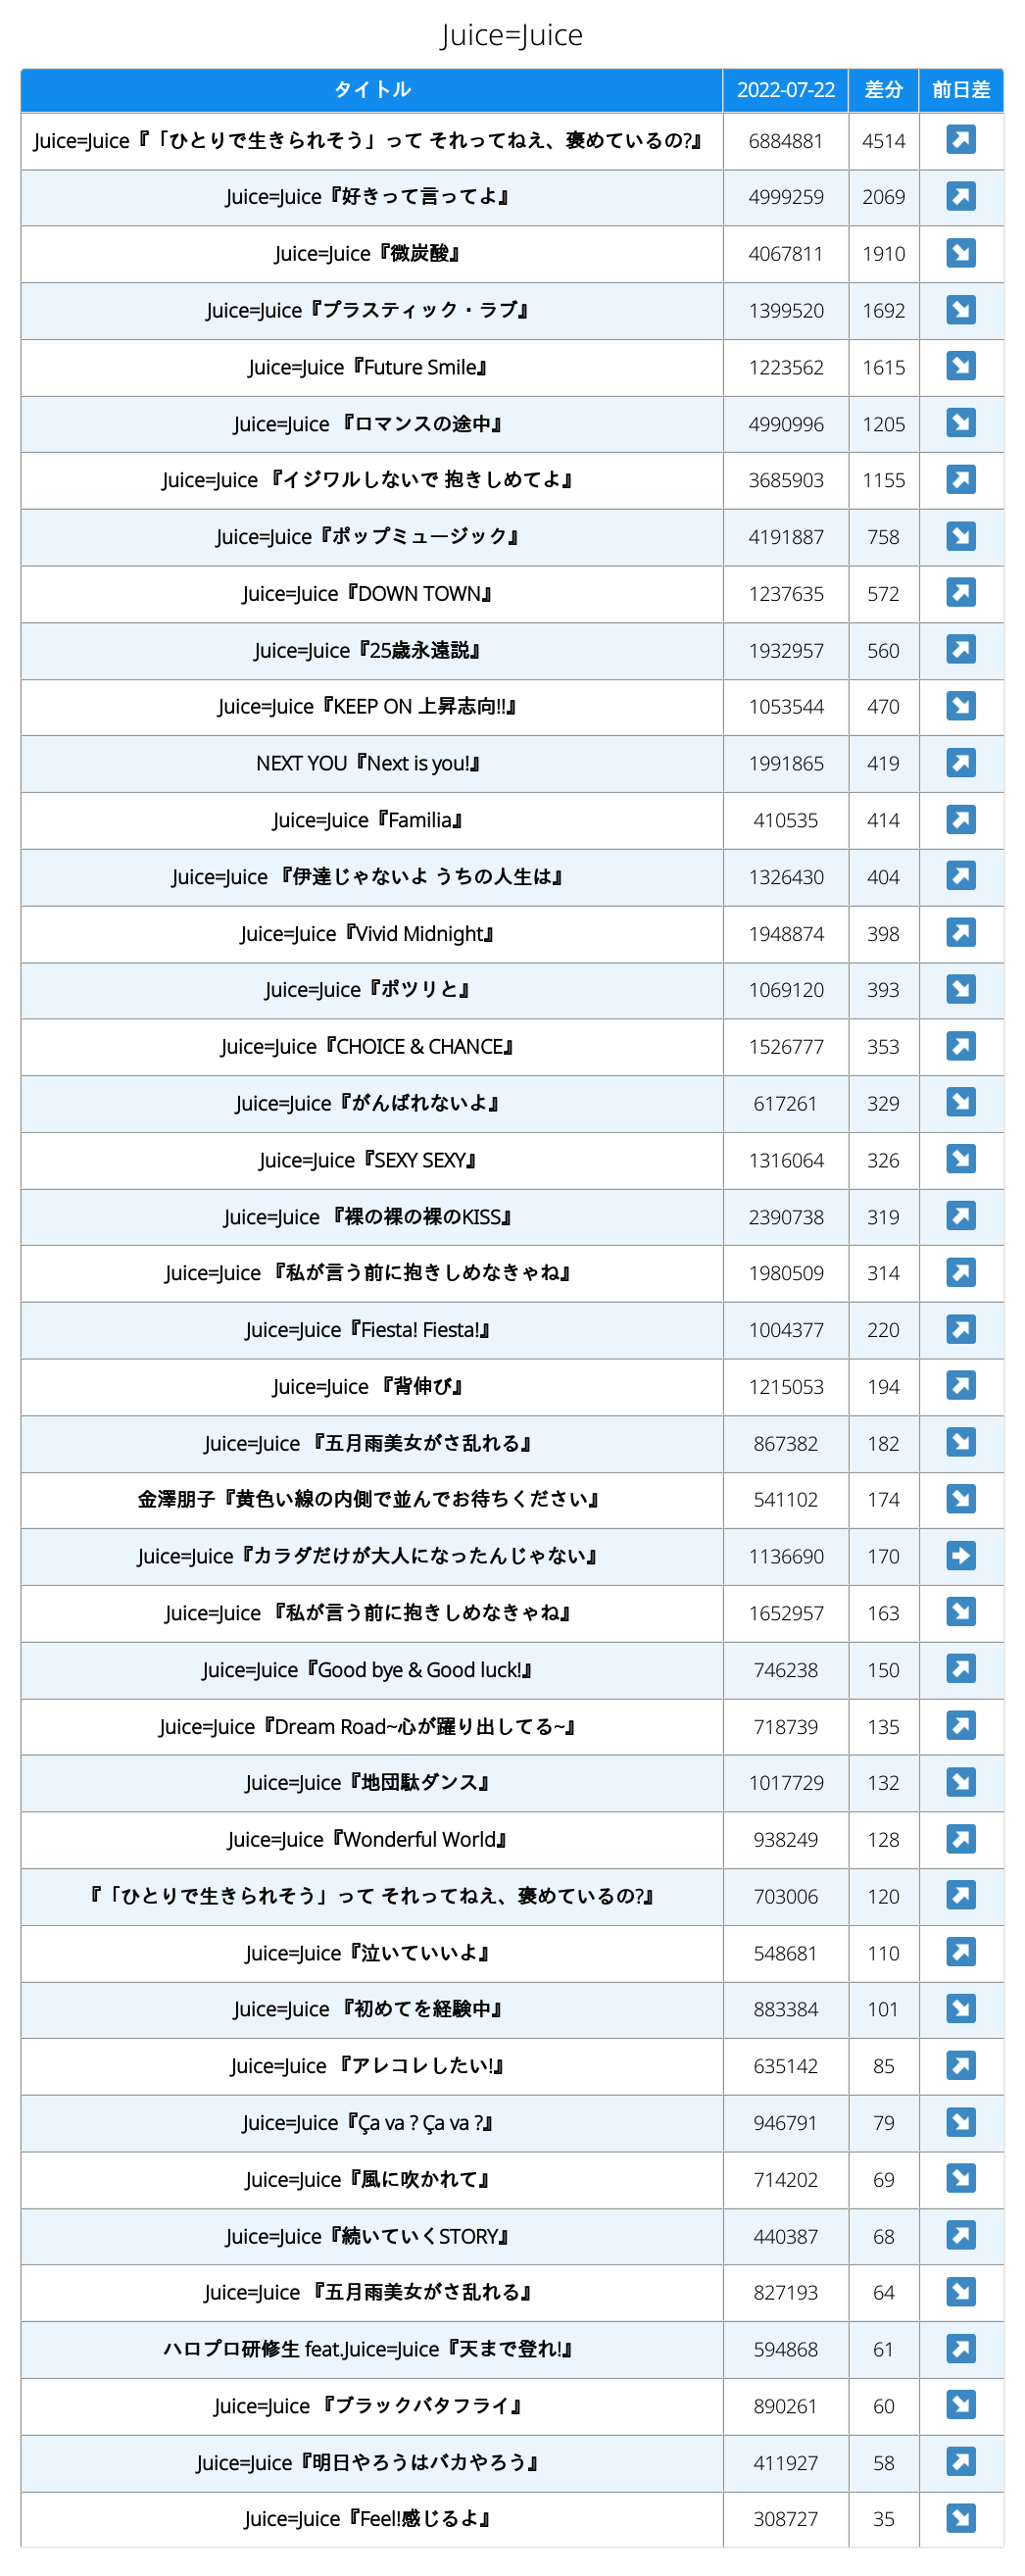 Juice=Juice
タイトル 2022-07-22 差分 前日差
Juice=Juice『「ひとりで生きられそう」って それってねえ、褒めているの?』 6884881 4514 ↗
Juice=Juice『好きって言ってよ』 4999259 2069 ↗
Juice=Juice『微炭酸』 4067811 1910 ↘
Juice=Juice『プラスティック・ラブ』 1399520 1692 ↘
Juice=Juice『Future Smile』 1223562 1615 ↘
Juice=Juice 『ロマンスの途中』 4990996 1205 ↘
Juice=Juice 『イジワルしないで 抱きしめてよ』 3685903 1155 ↗
Juice=Juice『ポップミュージック』 4191887 758 ↘
Juice=Juice『DOWN TOWN』 1237635 572 ↗
Juice=Juice『25歳永遠説』 1932957 560 ↗
Juice=Juice『KEEP ON 上昇志向!!』 1053544 470 ↘
NEXT YOU『Next is you!』 1991865 419 ↗
Juice=Juice『Familia』 410535 414 ↗
Juice=Juice 『伊達じゃないよ うちの人生は』 1326430 404 ↗
Juice=Juice『Vivid Midnight』 1948874 398 ↗
Juice=Juice『ポツリと』 1069120 393 ↘
Juice=Juice『CHOICE & CHANCE』 1526777 353 ↗
Juice=Juice『がんばれないよ』 617261 329 ↘
Juice=Juice『SEXY SEXY』 1316064 326 ↘
Juice=Juice 『裸の裸の裸のKISS』 2390738 319 ↗
Juice=Juice 『私が言う前に抱きしめなきゃね』 1980509 314 ↗
Juice=Juice『Fiesta! Fiesta!』 1004377 220 ↗
Juice=Juice 『背伸び』 1215053 194 ↗
Juice=Juice 『五月雨美女がさ乱れる』 867382 182 ↘
金澤朋子『黄色い線の内側で並んでお待ちください』 541102 174 ↘
Juice=Juice『カラダだけが大人になったんじゃない』 1136690 170 ➡
Juice=Juice 『私が言う前に抱きしめなきゃね』 1652957 163 ↘
Juice=Juice『Good bye & Good luck!』 746238 150 ↗
Juice=Juice『Dream Road~心が躍り出してる~』 718739 135 ↗
Juice=Juice『地団駄ダンス』 1017729 132 ↘
Juice=Juice『Wonderful World』 938249 128 ↗
『「ひとりで生きられそう」って それってねえ、褒めているの?』 703006 120 ↗
Juice=Juice『泣いていいよ』 548681 110 ↗
Juice=Juice 『初めてを経験中』 883384 101 ↘
Juice=Juice 『アレコレしたい!』 635142 85 ↗
Juice=Juice『Ça va ? Ça va ?』 946791 79 ↘
Juice=Juice『風に吹かれて』 714202 69 ↘
Juice=Juice『続いていくSTORY』 440387 68 ↗
Juice=Juice 『五月雨美女がさ乱れる』 827193 64 ↘
ハロプロ研修生 feat.Juice=Juice『天まで登れ!』 594868 61 ↗
Juice=Juice 『ブラックバタフライ』 890261 60 ↘
Juice=Juice『明日やろうはバカやろう』 411927 58 ↗
Juice=Juice『Feel!感じるよ』 308727 35 ↘